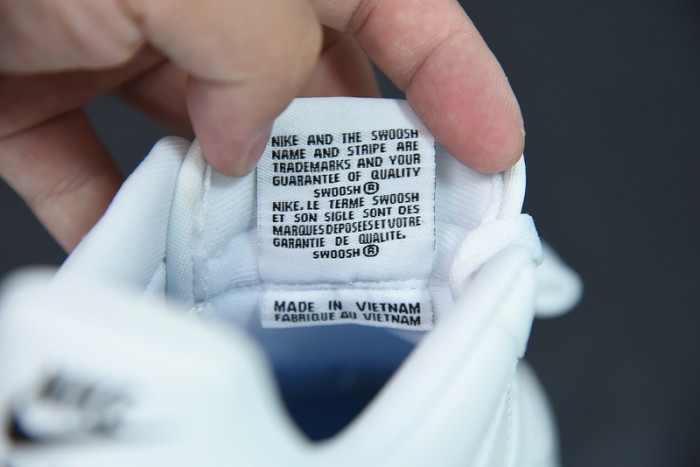 NIKE AND THE SWOOSH
NAME AND STRIPE ARE
TRADEMARKS AND YOUR
GUARANTEE OF QUALITY
SWOOSH®
NIKE. LE TERME SWOOSH
ET SON SIGLE SONT DES
MARQUES DEPOSEES ET VOTRE
GARANTIE DE QUALITE.
SWOOSH®
MADE IN VIETNAM
FABRIQUE AU VIETNAM